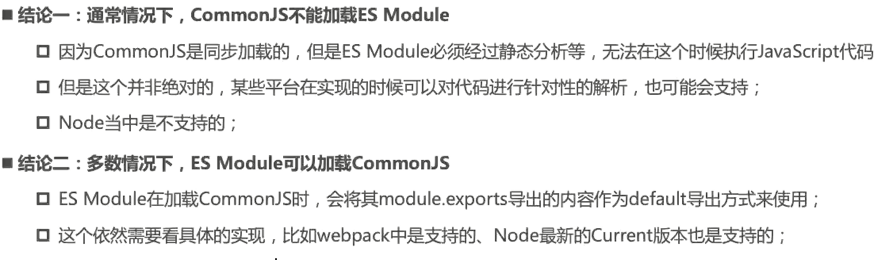 ■ 结论一：通常情况下，CommonJS不能加载ES Module
□ 因为CommonJS是同步加载的，但是ES Module必须经过静态分析等，无法在这个时候执行JavaScript代码
□ 但是这个并非绝对的，某些平台在实现的时候可以对代码进行针对性的解析，也可能会支持；
□ Node当中是不支持的；
■ 结论二：多数情况下，ES Module可以加载CommonJS
□ ES Module在加载CommonJS时，会将其module.exports导出的内容作为default导出方式来使用；
□ 这个依然需要看具体的实现，比如webpack中是支持的、Node最新的Current版本也是支持的；